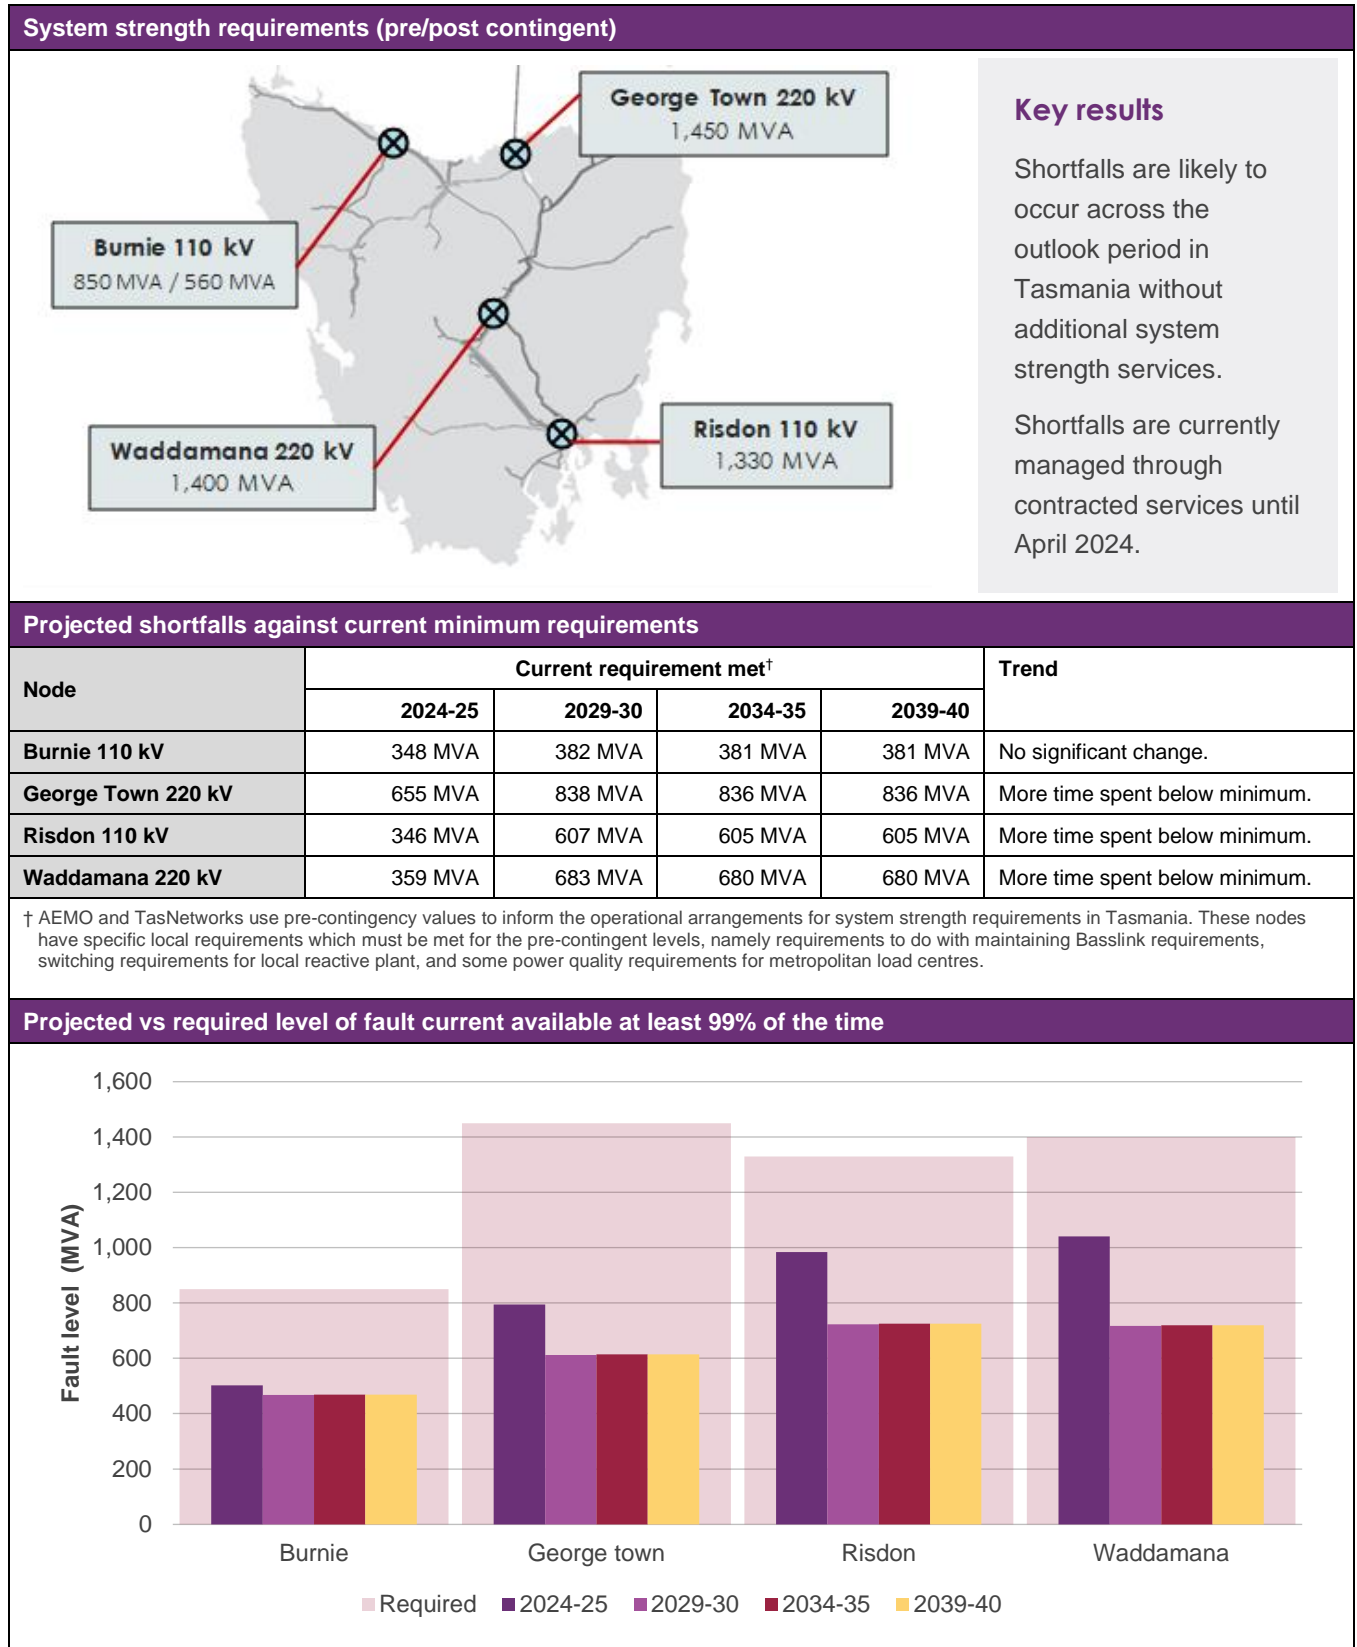 System strength requirements (pre/post contingent)
George Town 220 kV
1,450 MVA
Burnie 110 kV
850 MVA / 560 MVA
Waddamana 220 kV
1,400 MVA
Risdon 110 kV
1,330 MVA
Key results
Shortfalls are likely to
occur across the
outlook period in
Tasmania without
additional system
strength services.
Shortfalls are currently
managed through
contracted services until
April 2024.
Projected shortfalls against current minimum requirements
Node Current requirement met† Trend
2024-25 2029-30 2034-35 2039-40
Burnie 110 kV 348 MVA 382 MVA 381 MVA 381 MVA No significant change.
George Town 220 kV 655 MVA 838 MVA 836 MVA 836 MVA More time spent below minimum.
Risdon 110 kV 346 MVA 607 MVA 605 MVA 605 MVA More time spent below minimum.
Waddamana 220 kV 359 MVA 683 MVA 680 MVA 680 MVA More time spent below minimum.
† AEMO and TasNetworks use pre-contingency values to inform the operational arrangements for system strength requirements in Tasmania. These nodes
have specific local requirements which must be met for the pre-contingent levels, namely requirements to do with maintaining Basslink requirements,
switching requirements for local reactive plant, and some power quality requirements for metropolitan load centres.
Projected vs required level of fault current available at least 99% of the time
Fault level (MVA)
1,600
1,400
1,200
1,000
800
600
400
200
0
Burnie George town Risdon Waddamana
Required 2024-25 2029-30 2034-35 2039-40